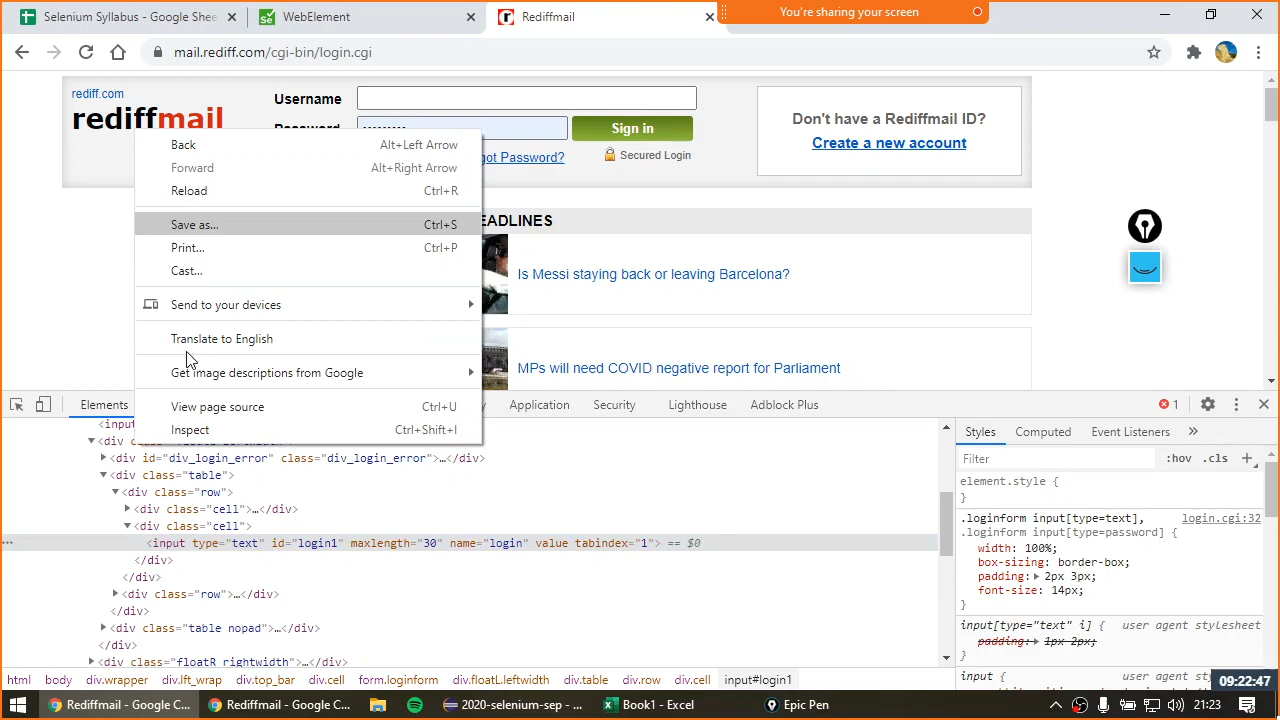 Selenium Syllabus - Google Shee
WebElement
Rediffmail
You're sharing your screen
mail.rediff.com/cgi-bin/login.cgi
rediff.com
rediffmail
Username
Password
Sign in
got Password?
Secured Login
Don't have a Rediffmail ID?
Create a new account
Back Alt+Left Arrow
Forward Alt+Right Arrow
Reload Ctrl+R
Save as... Ctrl+S
Print... Ctrl+P
Cast...
Send to your devices
Translate to English
Get image descriptions from Google
View page source Ctrl+U
Inspect Ctrl+Shift+I
EADLINES
Is Messi staying back or leaving Barcelona?
MPs will need COVID negative report for Parliament
Elements
y
Application
Security
Lighthouse
Adblock Plus
1
<input
<div
<div id="div_login_error" class="div_login_error">…</div>
<div class="table">
<div class="row">
<div class="cell">…</div>
<div class="cell">
<input type="text" id="login1" maxlength="30" name="login" value tabindex="1"> == $0
</div>
</div>
<div class="row">…</div>
</div>
<div class="table nopad">…</div>
</div>
<div class="floatR rightwidth">…</div>
html body div.wrapper div.lft_wrap div.top_bar div.cell form.loginform div.floatL.leftwidth div.table div.row div.cell input#login1
Styles Computed Event Listeners
Filter :hov .cls
element.style {
}
.loginform input[type=text], login.cgi:32
.loginform input[type=password] {
width: 100%;
box-sizing: border-box;
padding: 2px 3px;
font-size: 14px;
}
input[type="text" i] { user agent stylesheet
padding: 1px 2px;
}
input { user agent stylesheet
09:22:47
Rediffmail - Google C...
Rediffmail - Google C...
2020-selenium-srp - ...
Book1 - Excel
Epic Pen
21:23